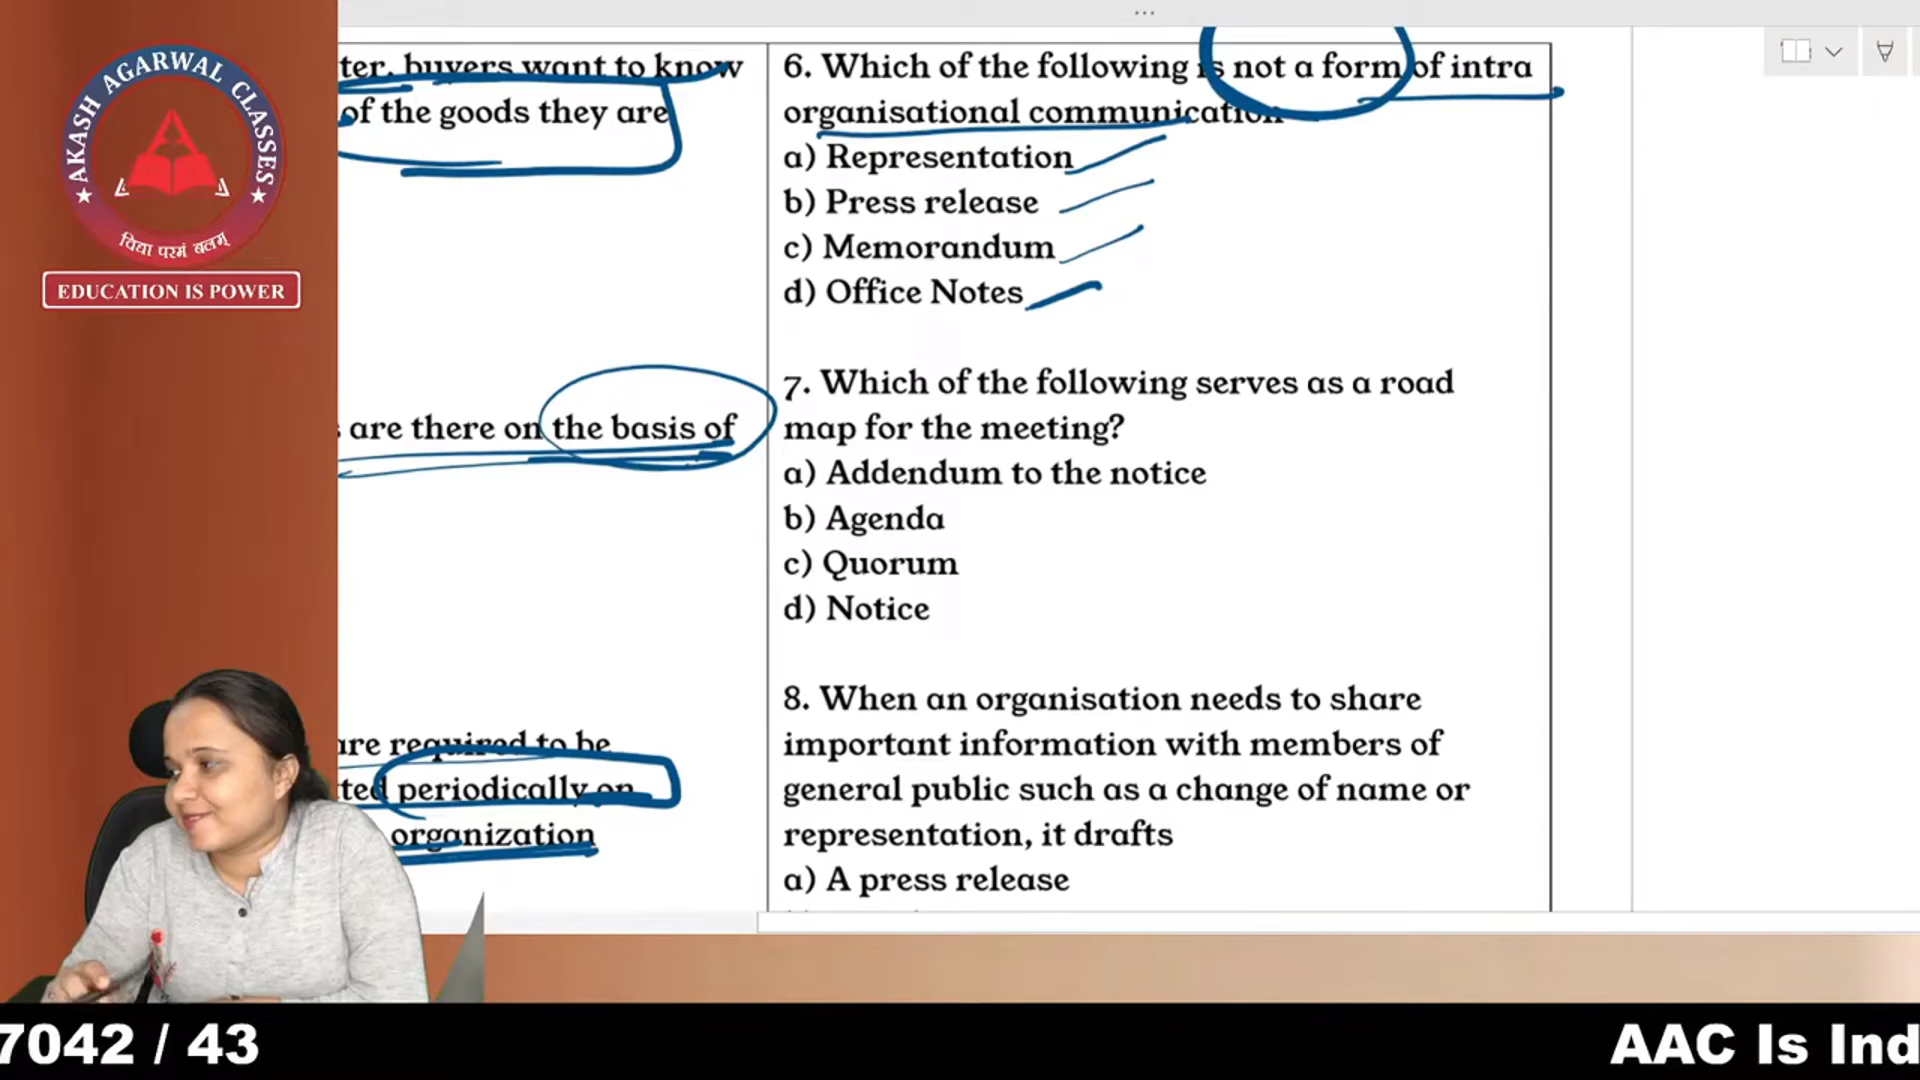 AKASH AGARWAL CLASSES
विद्या परमं बलम्
EDUCATION IS POWER
ter, buyers want to know
of the goods they are
are there on the basis of
are required to be
ted periodically on
organization
6. Which of the following is not a form of intra
organisational communication
a) Representation
b) Press release
c) Memorandum
d) Office Notes
7. Which of the following serves as a road
map for the meeting?
a) Addendum to the notice
b) Agenda
c) Quorum
d) Notice
8. When an organisation needs to share
important information with members of
general public such as a change of name or
representation, it drafts
a) A press release
7042 / 43
AAC Is Ind